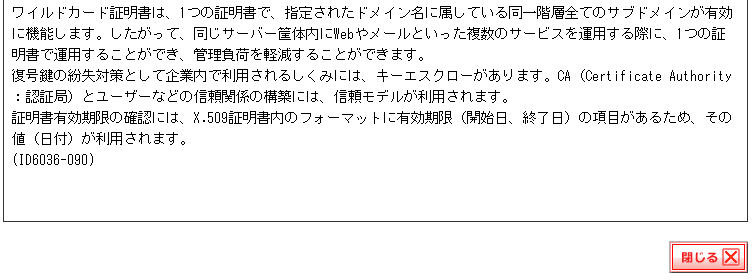 ワイルドカード証明書は、1つの証明書で、指定されたドメイン名に属している同一階層全てのサブドメインが有効
に機能します。したがって、同じサーバー筐体内にWebやメールといった複数のサービスを運用する際に、1つの証
明書で運用することができ、管理負荷を軽減することができます。
復号鍵の紛失対策として企業内で利用されるしくみには、キーエスクローがあります。CA（Certificate Authority
：認証局）とユーザーなどの信頼関係の構築には、信頼モデルが利用されます。
証明書有効期限の確認には、X.509証明書内のフォーマットに有効期限（開始日、終了日）の項目があるため、その
値（日付）が利用されます。
(ID6036-090)
閉じる